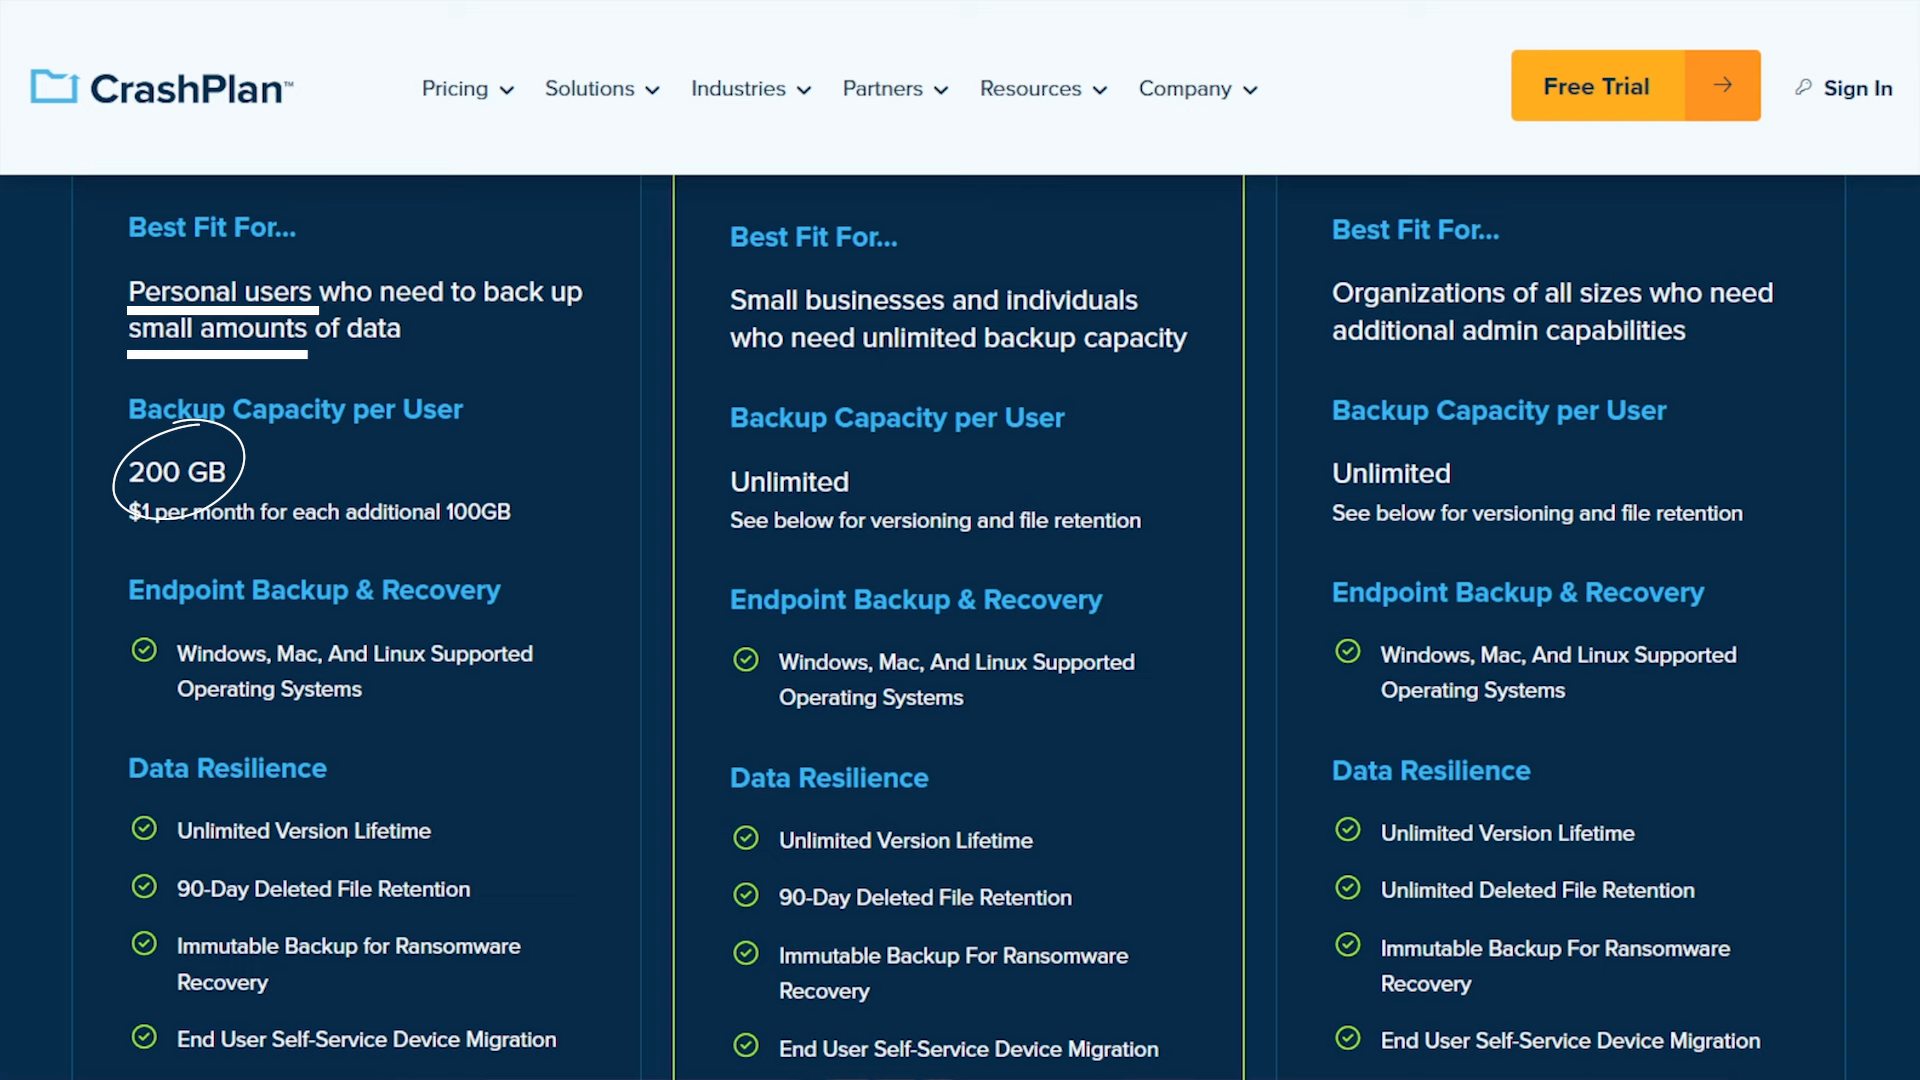 CrashPlan™
Pricing
Solutions
Industries
Partners
Resources
Company
Free Trial
Sign In
Best Fit For...
Personal users who need to back up
small amounts of data
Backup Capacity per User
200 GB
$1 per month for each additional 100GB
Endpoint Backup & Recovery
Windows, Mac, And Linux Supported
Operating Systems
Data Resilience
Unlimited Version Lifetime
90-Day Deleted File Retention
Immutable Backup for Ransomware
Recovery
End User Self-Service Device Migration
Best Fit For...
Small businesses and individuals
who need unlimited backup capacity
Backup Capacity per User
Unlimited
See below for versioning and file retention
Endpoint Backup & Recovery
Windows, Mac, And Linux Supported
Operating Systems
Data Resilience
Unlimited Version Lifetime
90-Day Deleted File Retention
Immutable Backup For Ransomware
Recovery
End User Self-Service Device Migration
Best Fit For...
Organizations of all sizes who need
additional admin capabilities
Backup Capacity per User
Unlimited
See below for versioning and file retention
Endpoint Backup & Recovery
Windows, Mac, And Linux Supported
Operating Systems
Data Resilience
Unlimited Version Lifetime
Unlimited Deleted File Retention
Immutable Backup For Ransomware
Recovery
End User Self-Service Device Migration